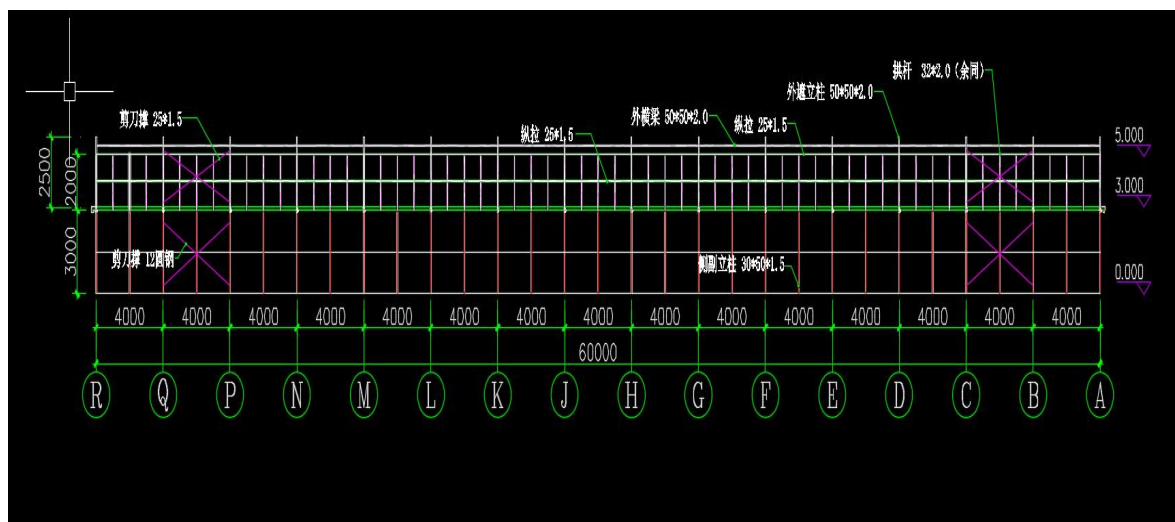 拱杆 32*2.0(余同)
外遮立柱 50*50*2.0
外横梁 50*50*2.0
剪刀撑 25*1.5
纵拉 25*1.5
纵拉 25*1.5
5.000
2500
2000
3.000
3000
剪刀撑 12圆钢
侧副立柱 30*50*1.5
0.000
4000 4000 4000 4000 4000 4000 4000 4000 4000 4000 4000 4000 4000 4000 4000
60000
R Q P N M L K J H G F E D C B A